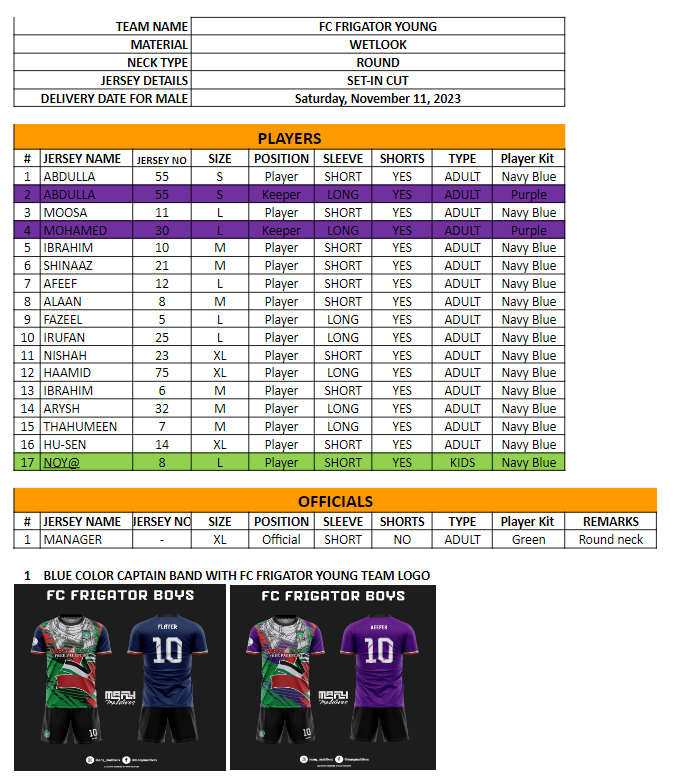 TEAM NAME FC FRIGATOR YOUNG
MATERIAL WETLOOK
NECK TYPE ROUND
JERSEY DETAILS SET-IN CUT
DELIVERY DATE FOR MALE Saturday, November 11, 2023
PLAYERS
# JERSEY NAME JERSEY NO SIZE POSITION SLEEVE SHORTS TYPE Player Kit
1 ABDULLA 55 S Player SHORT YES ADULT Navy Blue
2 ABDULLA 55 S Keeper LONG YES ADULT Purple
3 MOOSA 11 L Player SHORT YES ADULT Navy Blue
4 MOHAMED 30 L Keeper LONG YES ADULT Purple
5 IBRAHIM 10 M Player SHORT YES ADULT Navy Blue
6 SHINAAZ 21 M Player SHORT YES ADULT Navy Blue
7 AFEEF 12 L Player SHORT YES ADULT Navy Blue
8 ALAAN 8 M Player SHORT YES ADULT Navy Blue
9 FAZEEL 5 L Player LONG YES ADULT Navy Blue
10 IRUFAN 25 L Player LONG YES ADULT Navy Blue
11 NISHAH 23 XL Player SHORT YES ADULT Navy Blue
12 HAAMID 75 XL Player LONG YES ADULT Navy Blue
13 IBRAHIM 6 M Player SHORT YES ADULT Navy Blue
14 ARYSH 32 M Player LONG YES ADULT Navy Blue
15 THAHUMEEN 7 M Player LONG YES ADULT Navy Blue
16 HU-SEN 14 XL Player SHORT YES ADULT Navy Blue
17 NOY@ 8 L Player SHORT YES KIDS Navy Blue
OFFICIALS
# JERSEY NAME JERSEY NO SIZE POSITION SLEEVE SHORTS TYPE Player Kit REMARKS
1 MANAGER - XL Official SHORT NO ADULT Green Round neck
1 BLUE COLOR CAPTAIN BAND WITH FC FRIGATOR YOUNG TEAM LOGO
FC FRIGATOR BOYS
PLAYER
10
Maldives
10
FC FRIGATOR BOYS
KEEPER
10
Maldives
10